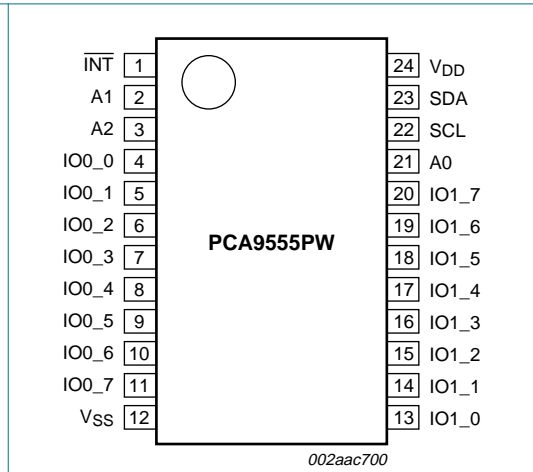 INT 1 24 VDD
A1 2 23 SDA
A2 3 22 SCL
IO0_0 4 21 A0
IO0_1 5 20 IO1_7
IO0_2 6 19 IO1_6
PCA9555PW
IO0_3 7 18 IO1_5
IO0_4 8 17 IO1_4
IO0_5 9 16 IO1_3
IO0_6 10 15 IO1_2
IO0_7 11 14 IO1_1
VSS 12 13 IO1_0
002aac700